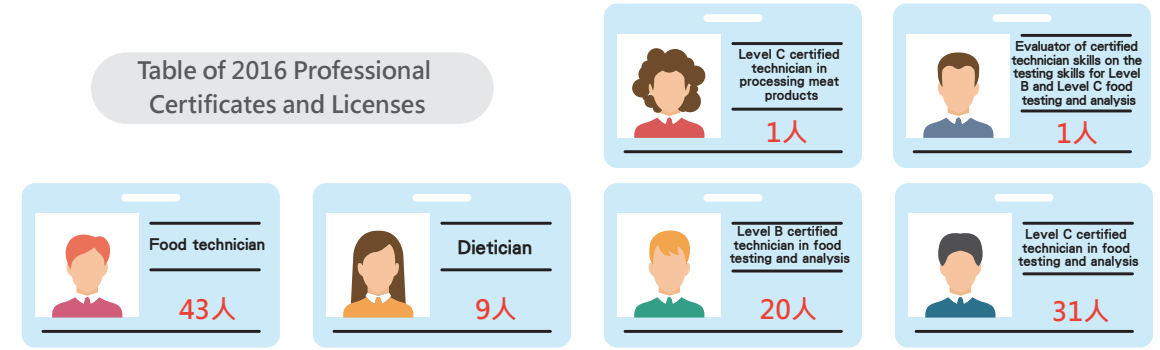 Table of 2016 Professional
Certificates and Licenses
Level C certified
technician in
processing meat
products
1人
Evaluator of certified
technician skills on the
testing skills for Level
B and Level C food
testing and analysis
1人
Food technician
43人
Dietician
9人
Level B certified
technician in food
testing and analysis
20人
Level C certified
technician in food
testing and analysis
31人